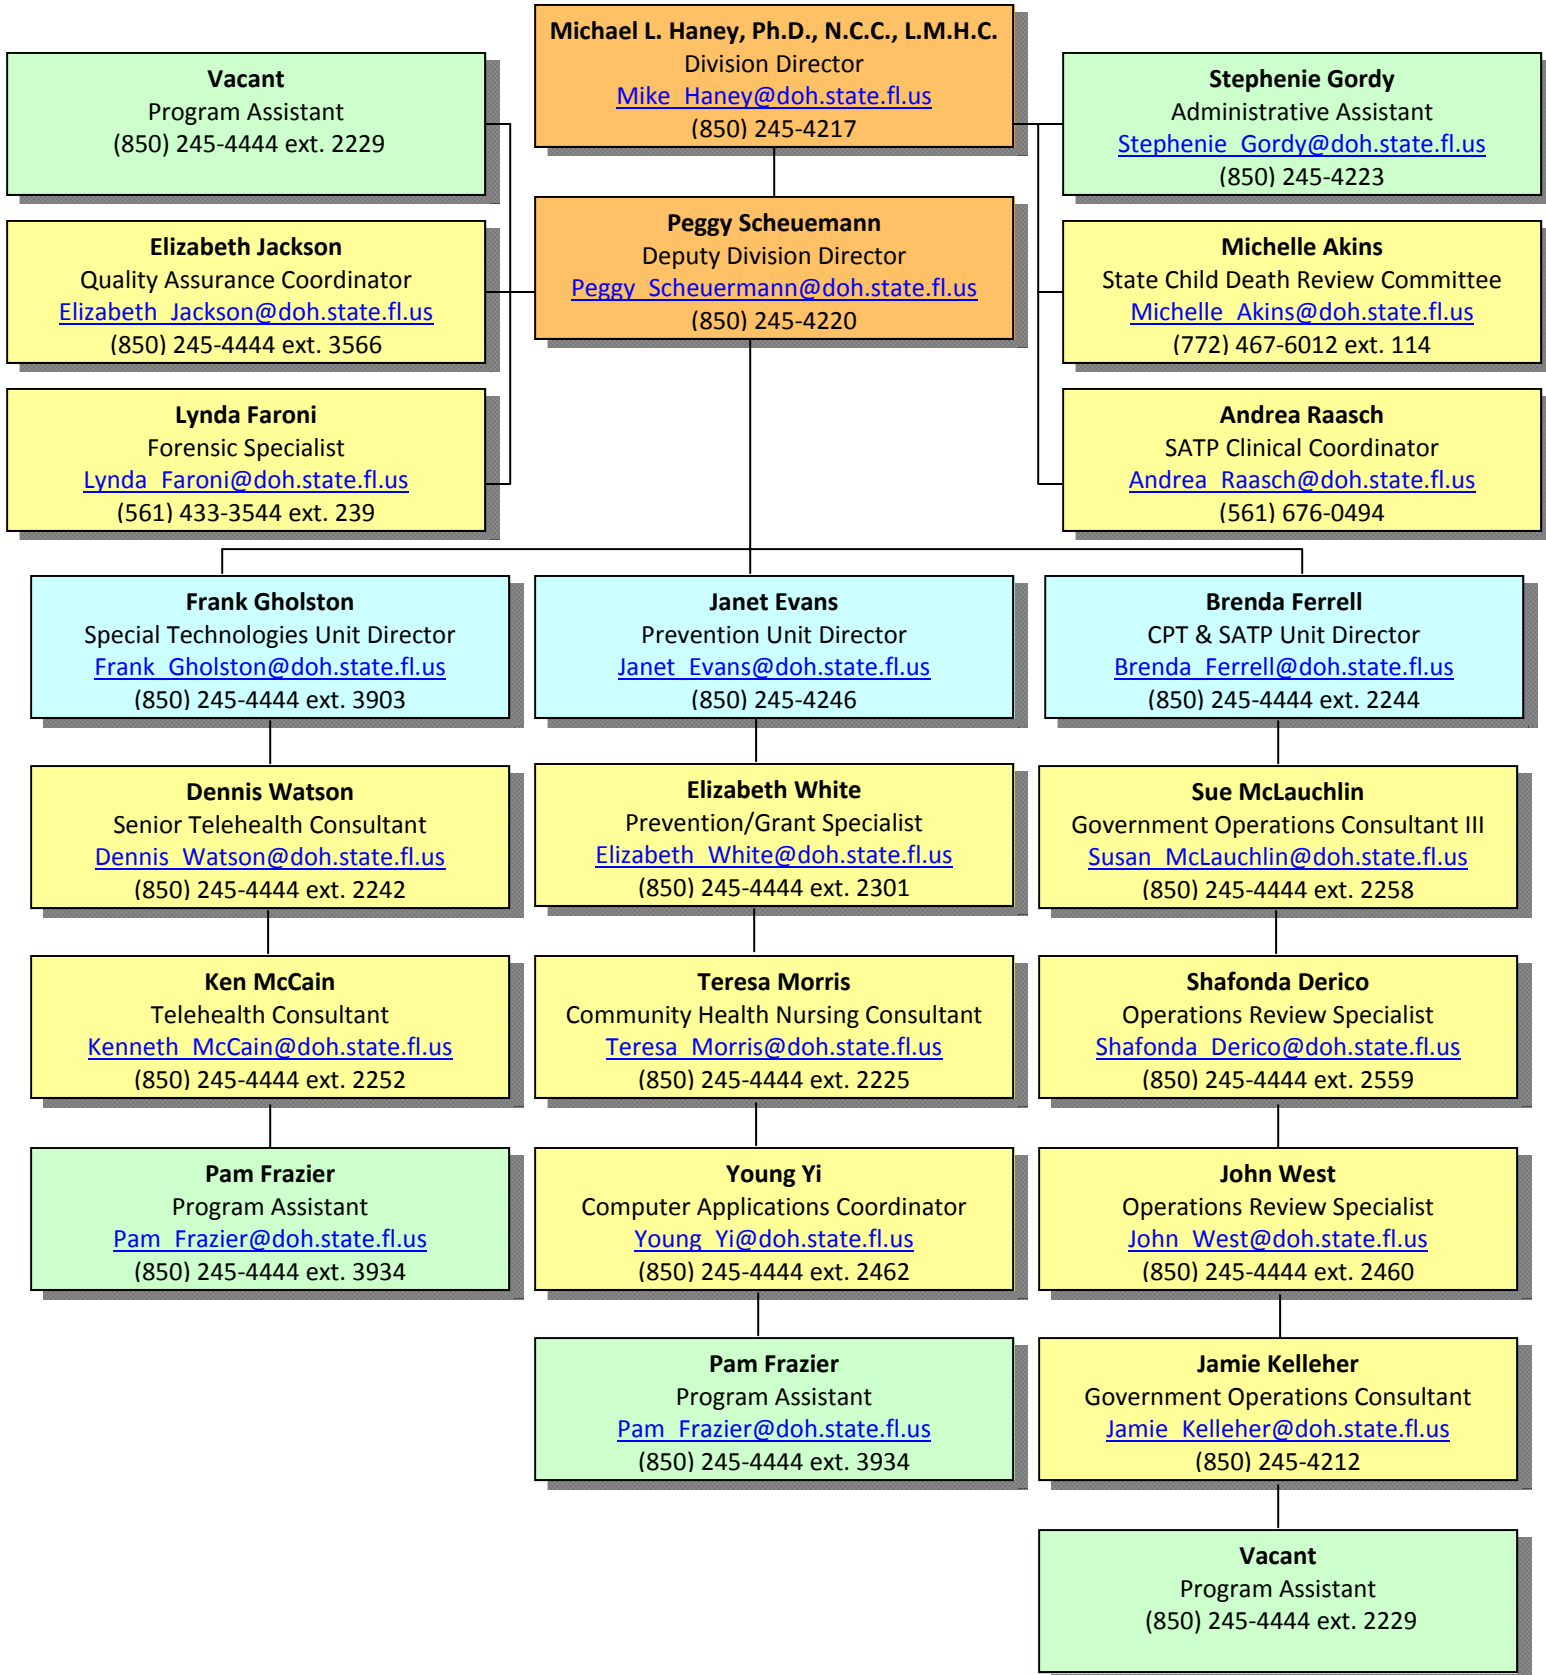 Michael L. Haney, Ph.D., N.C.C., L.M.H.C.
Division Director
Mike_Haney@doh.state.fl.us
(850) 245-4217
Vacant
Program Assistant
(850) 245-4444 ext. 2229
Stephenie Gordy
Administrative Assistant
Stephenie_Gordy@doh.state.fl.us
(850) 245-4223
Elizabeth Jackson
Quality Assurance Coordinator
Elizabeth_Jackson@doh.state.fl.us
(850) 245-4444 ext. 3566
Peggy Scheuemann
Deputy Division Director
Peggy_Scheuermann@doh.state.fl.us
(850) 245-4220
Michelle Akins
State Child Death Review Committee
Michelle_Akins@doh.state.fl.us
(772) 467-6012 ext. 114
Lynda Faroni
Forensic Specialist
Lynda_Faroni@doh.state.fl.us
(561) 433-3544 ext. 239
Andrea Raasch
SATP Clinical Coordinator
Andrea_Raasch@doh.state.fl.us
(561) 676-0494
Frank Gholston
Special Technologies Unit Director
Frank_Gholston@doh.state.fl.us
(850) 245-4444 ext. 3903
Janet Evans
Prevention Unit Director
Janet_Evans@doh.state.fl.us
(850) 245-4246
Brenda Ferrell
CPT & SATP Unit Director
Brenda_Ferrell@doh.state.fl.us
(850) 245-4444 ext. 2244
Dennis Watson
Senior Telehealth Consultant
Dennis_Watson@doh.state.fl.us
(850) 245-4444 ext. 2242
Elizabeth White
Prevention/Grant Specialist
Elizabeth_White@doh.state.fl.us
(850) 245-4444 ext. 2301
Sue McLauchlin
Government Operations Consultant III
Susan_McLauchlin@doh.state.fl.us
(850) 245-4444 ext. 2258
Ken McCain
Telehealth Consultant
Kenneth_McCain@doh.state.fl.us
(850) 245-4444 ext. 2252
Teresa Morris
Community Health Nursing Consultant
Teresa_Morris@doh.state.fl.us
(850) 245-4444 ext. 2225
Shafonda Derico
Operations Review Specialist
Shafonda_Derico@doh.state.fl.us
(850) 245-4444 ext. 2559
Pam Frazier
Program Assistant
Pam_Frazier@doh.state.fl.us
(850) 245-4444 ext. 3934
Young Yi
Computer Applications Coordinator
Young_Yi@doh.state.fl.us
(850) 245-4444 ext. 2462
John West
Operations Review Specialist
John_West@doh.state.fl.us
(850) 245-4444 ext. 2460
Pam Frazier
Program Assistant
Pam_Frazier@doh.state.fl.us
(850) 245-4444 ext. 3934
Jamie Kelleher
Government Operations Consultant
Jamie_Kelleher@doh.state.fl.us
(850) 245-4212
Vacant
Program Assistant
(850) 245-4444 ext. 2229